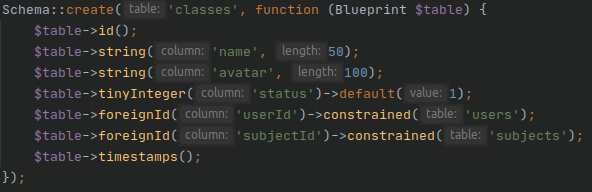 Schema::create( table: 'classes', function (Blueprint $table) {
    $table->id();
    $table->string( column: 'name', length: 50);
    $table->string( column: 'avatar', length: 100);
    $table->tinyInteger( column: 'status')->default( value: 1);
    $table->foreignId( column: 'userId')->constrained( table: 'users');
    $table->foreignId( column: 'subjectId')->constrained( table: 'subjects');
    $table->timestamps();
});